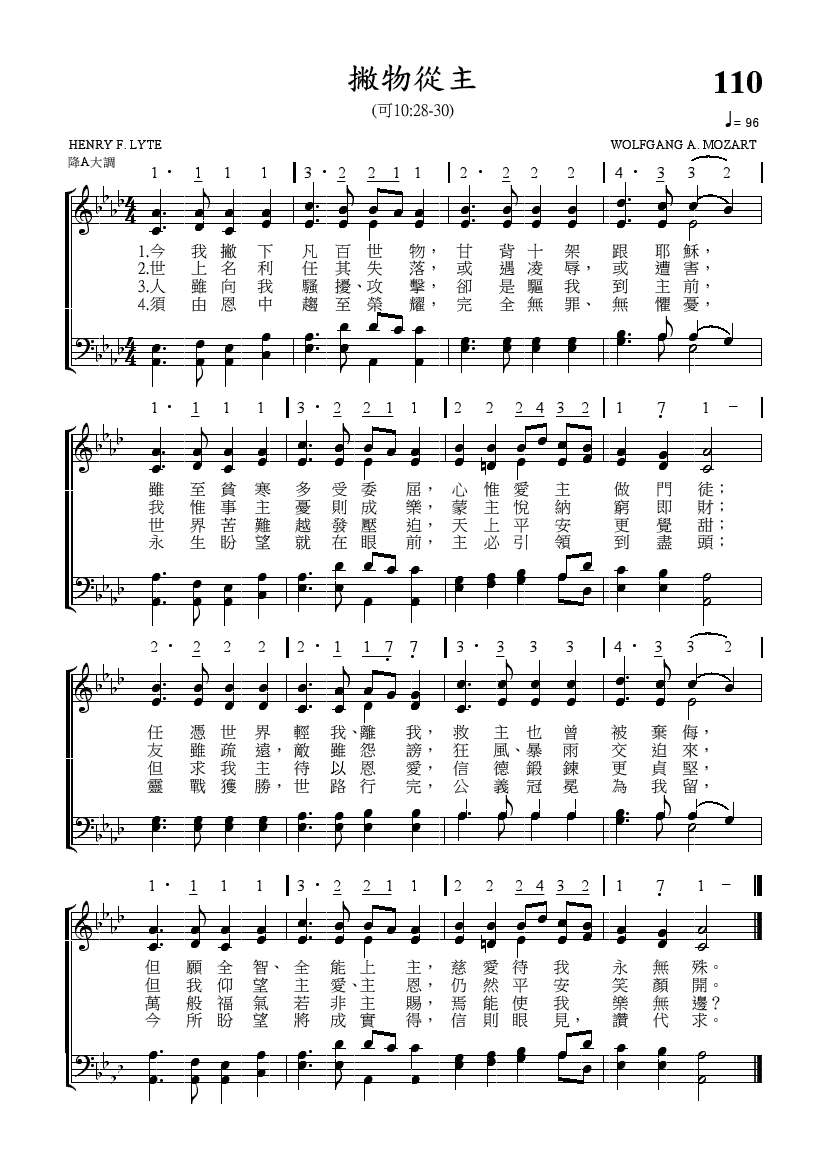 撇物從主
110
(可10:28-30)
♩= 96
HENRY F. LYTE
WOLFGANG A. MOZART
降A大調
1· 1 1 1 | 3· 2 2 1 1 | 2· 2 2 2 | 4· 3 3 2 |
1.今我撇下凡百世物，甘背十架跟耶穌，
2.世上名利任其失落，或遇凌辱，或遭害，
3.人雖向我騷擾、攻擊，卻是驅我到主前，
4.須由恩中趨至榮耀，完全無罪、無懼憂，
1· 1 1 1 | 3· 2 2 1 1 | 2 2 2 4 3 2 | 1 7̣ 1 – |
雖至貧寒多受委屈，心惟愛主做門徒；
我惟事主憂則成樂，蒙主悅納窮即財；
世界苦難越發壓迫，天上平安更覺甜；
永生盼望就在眼前，主必引領到盡頭；
2· 2 2 2 | 2· 1 1 7̣ 7̣ | 3· 3 3 3 | 4· 3 3 2 |
任憑世界輕我、離我，救主也曾被棄侮，
友雖疏遠，敵雖怨謗，狂風、暴雨交迫來，
但求我主待以恩愛，信德鍛鍊更貞堅，
靈戰獲勝，世路行完，公義冠冕為我留，
1· 1 1 1 | 3· 2 2 1 1 | 2 2 2 4 3 2 | 1 7̣ 1 –
但願全智、全能上主，慈愛待我永無殊。
但我仰望主愛、主恩，仍然平安笑顏開。
萬般福氣若非主賜，焉能使我樂無邊？
今所盼望將成實得，信則眼見，讚代求。